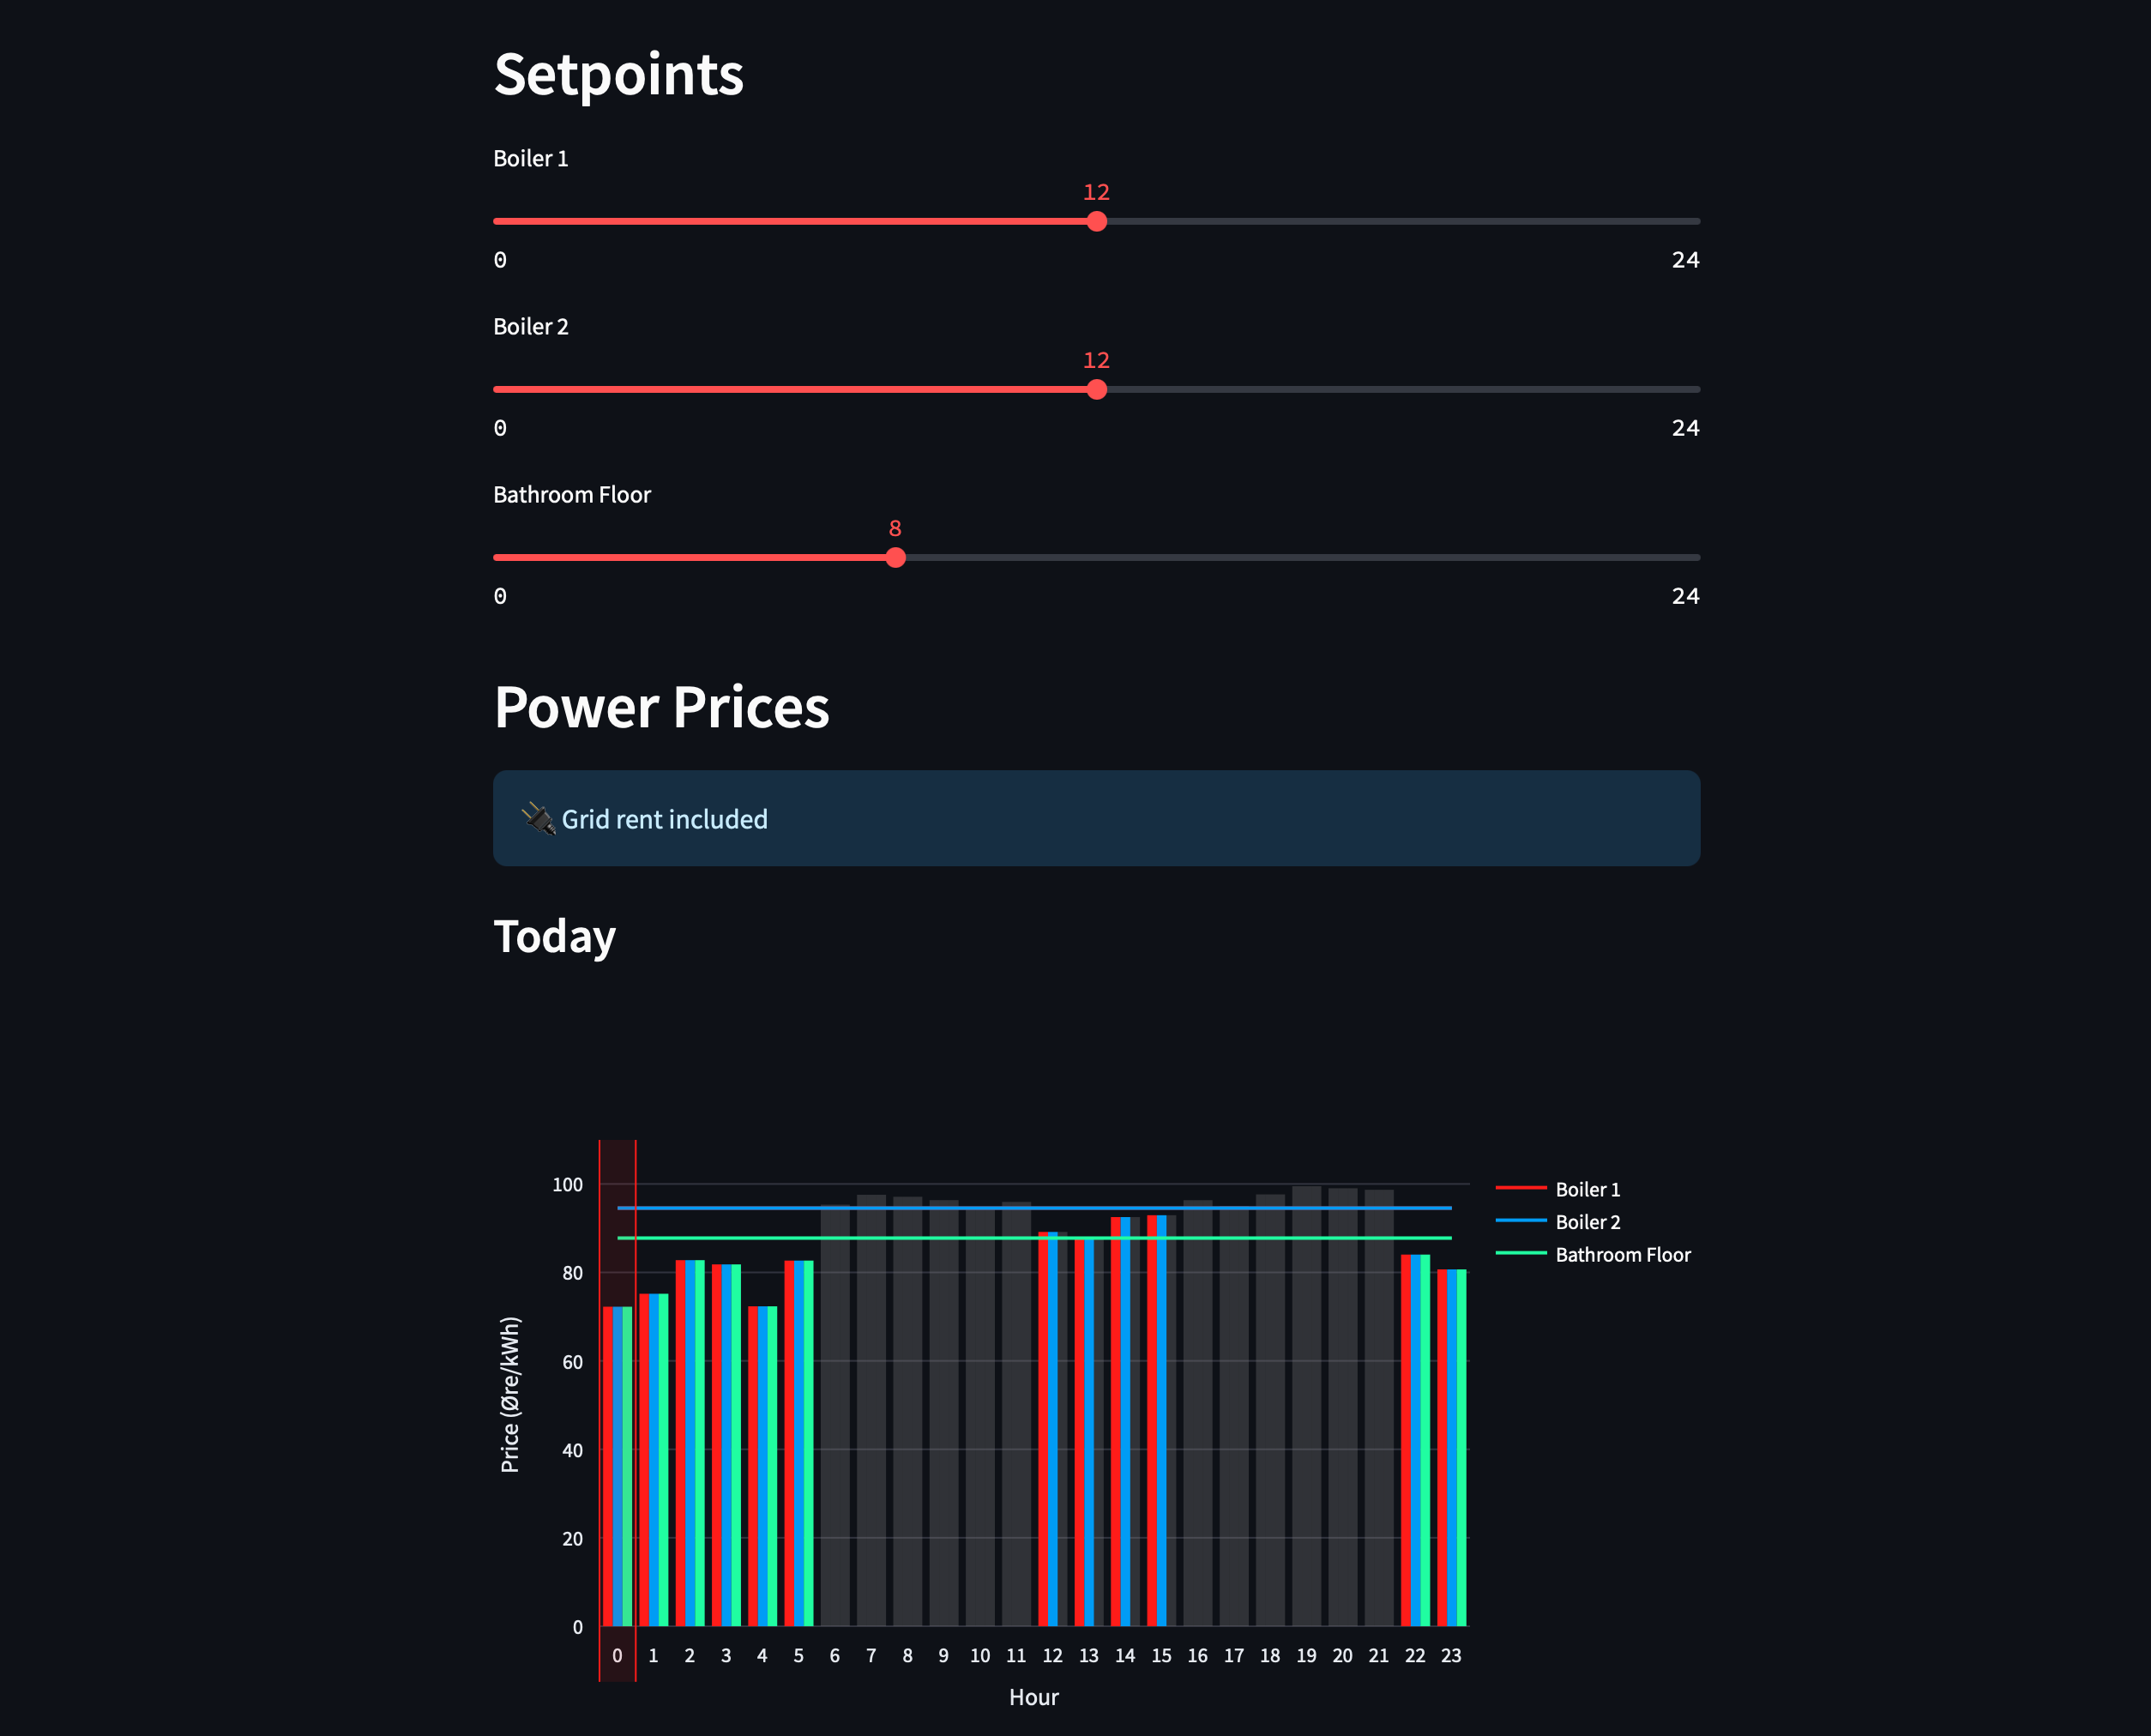 Setpoints
Boiler 1
12
0 24
Boiler 2
12
0 24
Bathroom Floor
8
0 24
Power Prices
🔌 Grid rent included
Today
100
80
60
40
20
0
Price (Øre/kWh)
0 1 2 3 4 5 6 7 8 9 10 11 12 13 14 15 16 17 18 19 20 21 22 23
Hour
Boiler 1
Boiler 2
Bathroom Floor